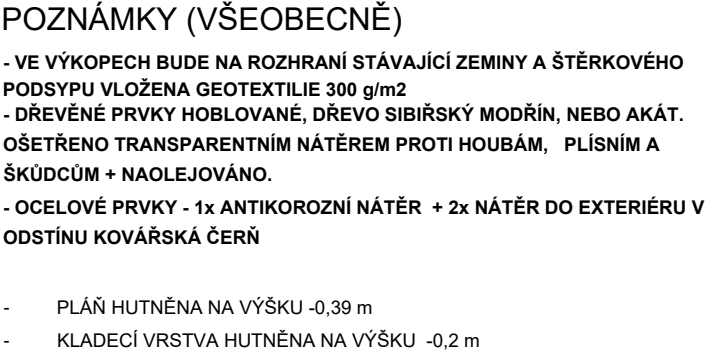 POZNÁMKY (VŠEOBECNĚ)
- VE VÝKOPECH BUDE NA ROZHRANÍ STÁVAJÍCÍ ZEMINY A ŠTĚRKOVÉHO
PODSYPU VLOŽENA GEOTEXTILIE 300 g/m2
- DŘEVĚNÉ PRVKY HOBLOVANÉ, DŘEVO SIBIŘSKÝ MODŘÍN, NEBO AKÁT.
OŠETŘENO TRANSPARENTNÍM NÁTĚREM PROTI HOUBÁM, PLÍSNÍM A
ŠKŮDCŮM + NAOLEJOVÁNO.
- OCELOVÉ PRVKY - 1x ANTIKOROZNÍ NÁTĚR + 2x NÁTĚR DO EXTERIÉRU V
ODSTÍNU KOVÁŘSKÁ ČERŇ
- PLÁŇ HUTNĚNA NA VÝŠKU -0,39 m
- KLADECÍ VRSTVA HUTNĚNA NA VÝŠKU -0,2 m